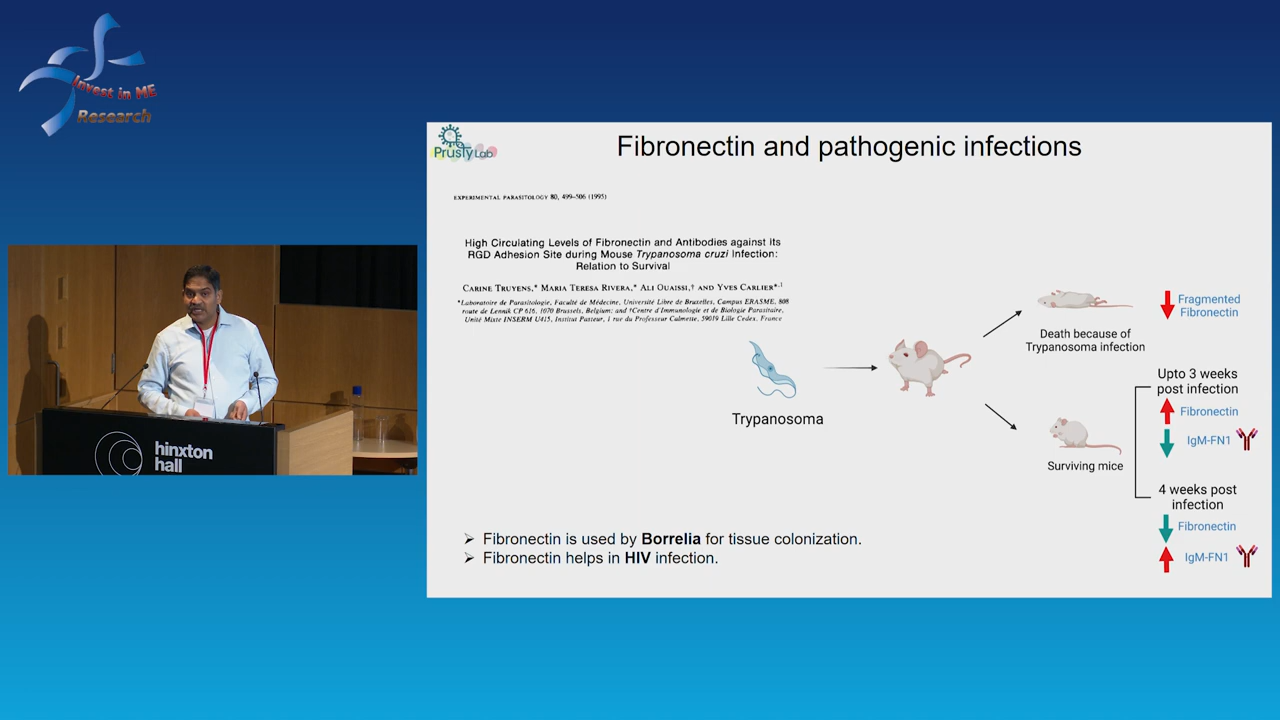 Invest in ME
Research
Prusty Lab
Fibronectin and pathogenic infections
EXPERIMENTAL PARASITOLOGY 80, 499–506 (1995)
High Circulating Levels of Fibronectin and Antibodies against Its
RGD Adhesion Site during Mouse Trypanosoma cruzi Infection:
Relation to Survival
CARINE TRUYENS,* MARIA TERESA RIVERA,* ALI OUAISSI,† AND YVES CARLIER*,1
*Laboratoire de Parasitologie, Faculté de Médecine, Université Libre de Bruxelles, Campus ERASME, 808
route de Lennik CP 616, 1070 Brussels, Belgium; and †Centre d'Immunologie et de Biologie Parasitaire,
Unité Mixte INSERM U415, Institut Pasteur, 1 rue du Professeur Calmette, 59019 Lille Cedex, France
Trypanosoma
Death because of
Trypanosoma infection
Fragmented
Fibronectin
Surviving mice
Upto 3 weeks
post infection
Fibronectin
IgM-FN1
4 weeks post
infection
Fibronectin
IgM-FN1
➢ Fibronectin is used by Borrelia for tissue colonization.
➢ Fibronectin helps in HIV infection.
hinxton
hall